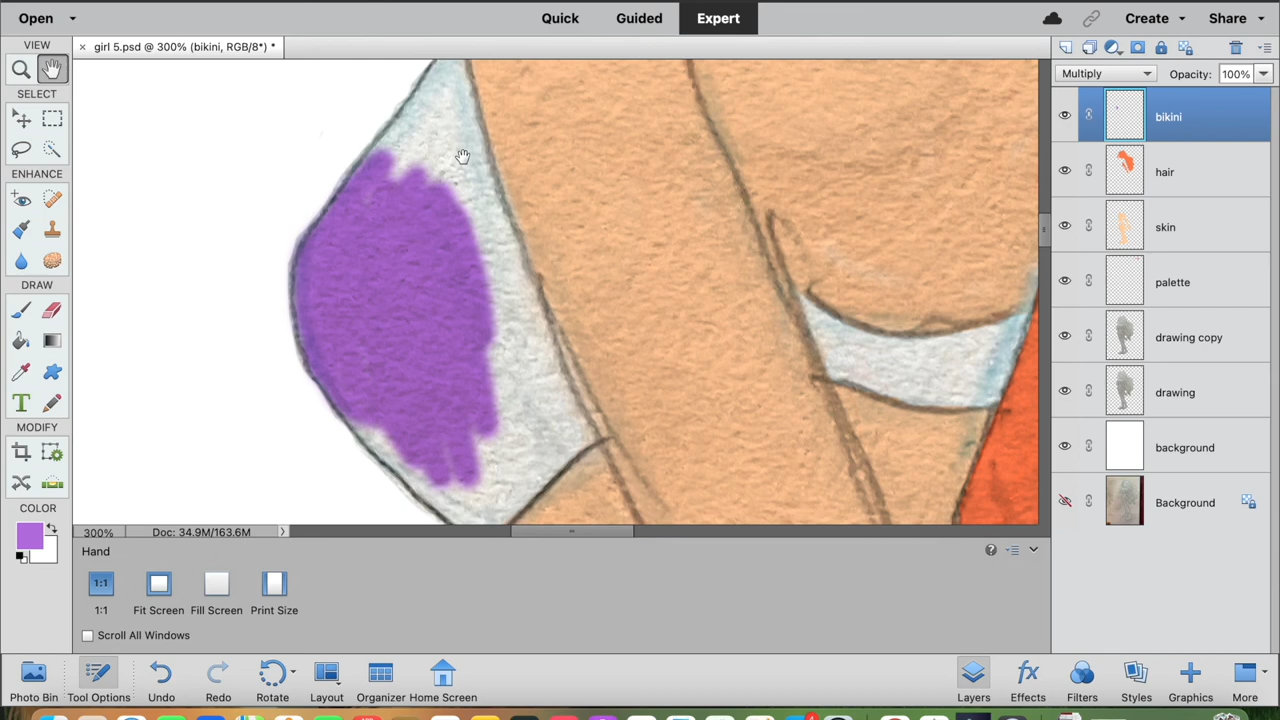 Open
Quick
Guided
Expert
Create
Share
VIEW
× girl 5.psd @ 300% (bikini, RGB/8*) *
Multiply
Opacity: 100%
SELECT
bikini
ENHANCE
hair
skin
DRAW
palette
drawing copy
T
drawing
MODIFY
background
COLOR
Background
300%
Doc: 34.9M/163.6M
Hand
1:1
1:1
Fit Screen
Fill Screen
Print Size
Scroll All Windows
fx
Photo Bin
Tool Options
Undo
Redo
Rotate
Layout
Organizer
Home Screen
Layers
Effects
Filters
Styles
Graphics
More